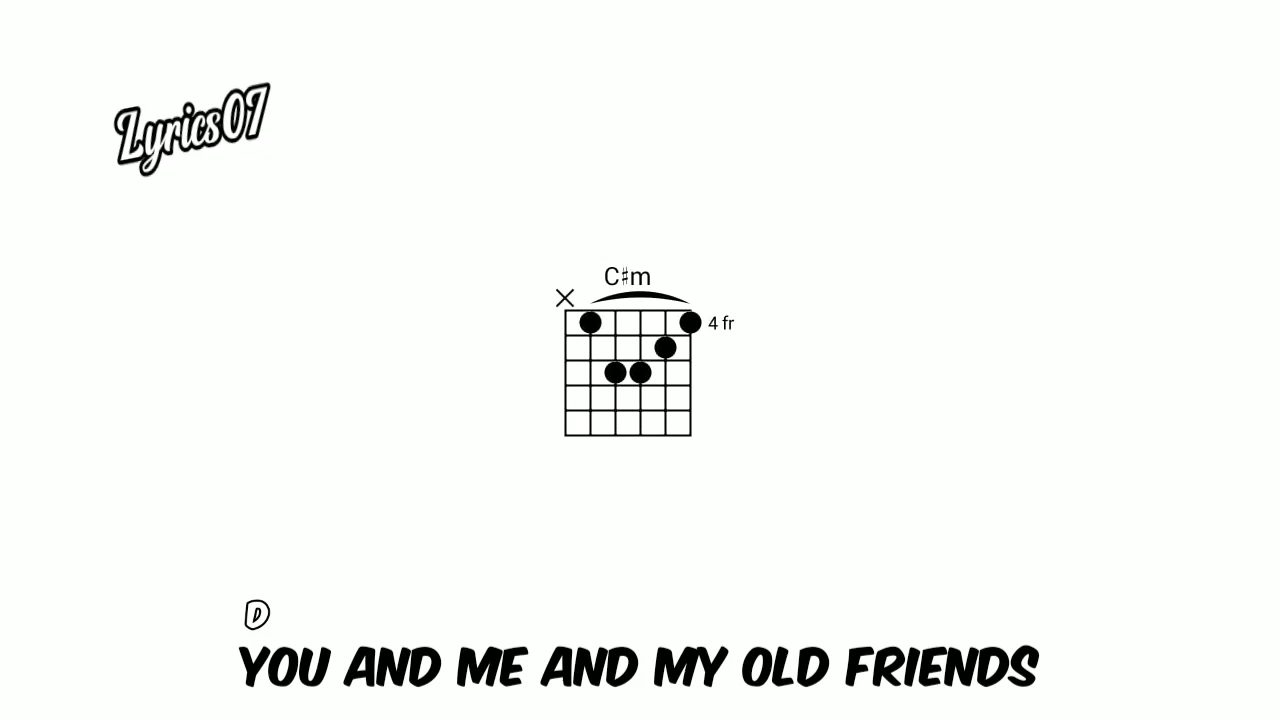 Lyrics07
C♯m
4 fr
D
YOU AND ME AND MY OLD FRIENDS